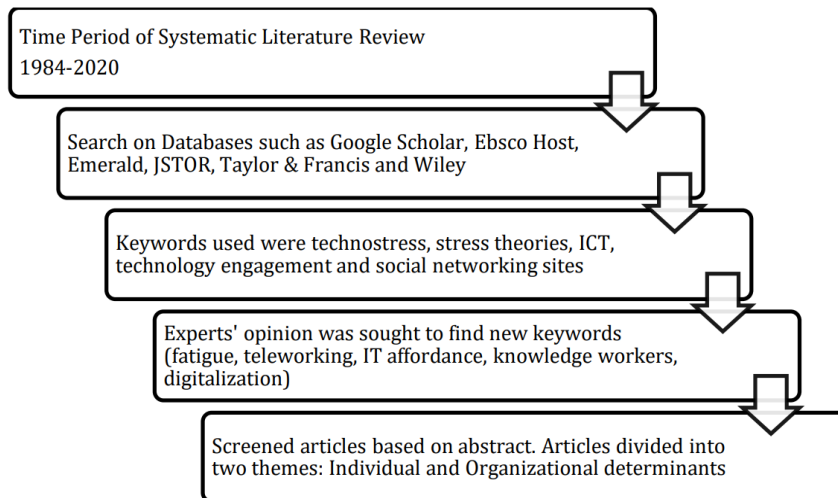 Time Period of Systematic Literature Review
1984-2020
Search on Databases such as Google Scholar, Ebsco Host,
Emerald, JSTOR, Taylor & Francis and Wiley
Keywords used were technostress, stress theories, ICT,
technology engagement and social networking sites
Experts' opinion was sought to find new keywords
(fatigue, teleworking, IT affordance, knowledge workers,
digitalization)
Screened articles based on abstract. Articles divided into
two themes: Individual and Organizational determinants